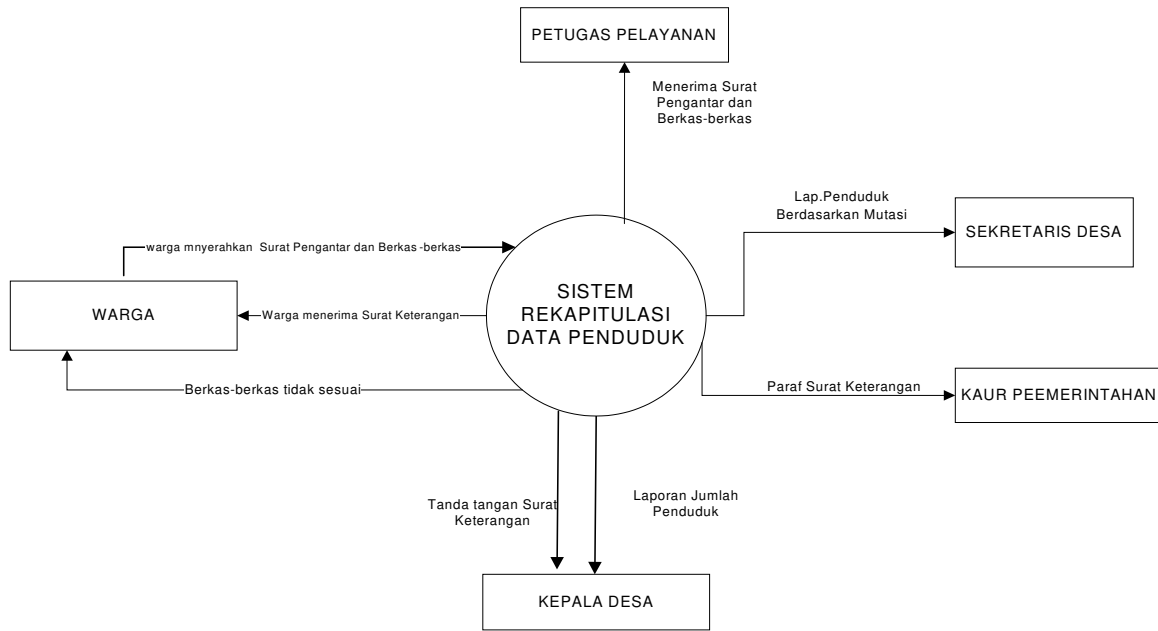 PETUGAS PELAYANAN
Menerima Surat
Pengantar dan
Berkas-berkas
Lap.Penduduk
Berdasarkan Mutasi
SEKRETARIS DESA
warga mnyerahkan Surat Pengantar dan Berkas-berkas
WARGA
Warga menerima Surat Keterangan
SISTEM
REKAPITULASI
DATA PENDUDUK
Berkas-berkas tidak sesuai
Paraf Surat Keterangan
KAUR PEEMERINTAHAN
Tanda tangan Surat
Keterangan
Laporan Jumlah
Penduduk
KEPALA DESA